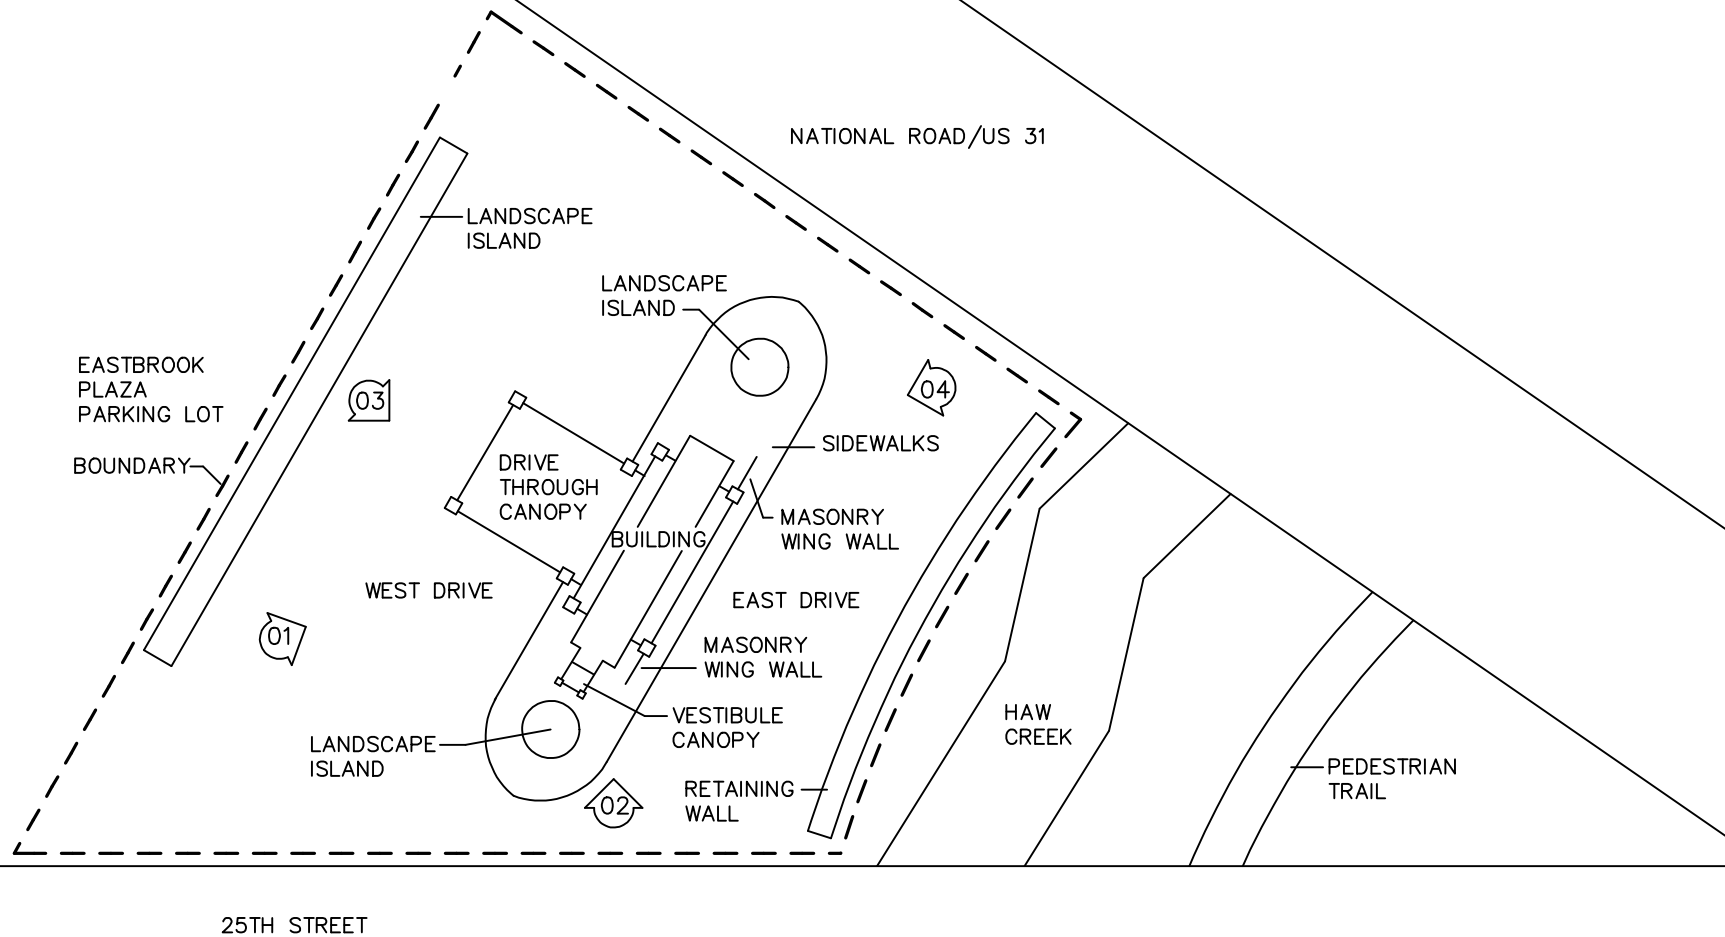 NATIONAL ROAD/US 31
LANDSCAPE
ISLAND
LANDSCAPE
ISLAND
EASTBROOK
PLAZA
PARKING LOT
03
04
BOUNDARY
SIDEWALKS
DRIVE
THROUGH
CANOPY
MASONRY
WING WALL
BUILDING
WEST DRIVE
EAST DRIVE
01
MASONRY
WING WALL
VESTIBULE
CANOPY
HAW
CREEK
LANDSCAPE
ISLAND
PEDESTRIAN
TRAIL
RETAINING
WALL
02
25TH STREET